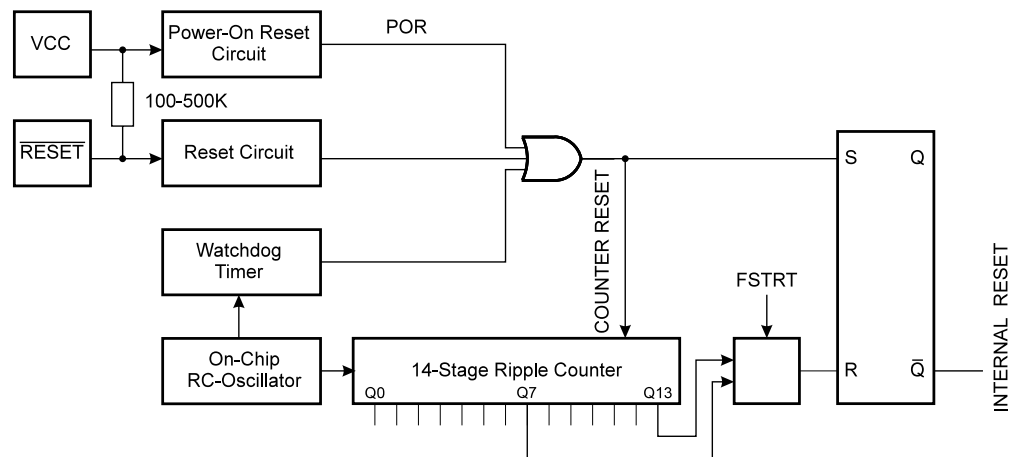 VCC
Power-On Reset
Circuit
POR
100-500K
RESET
Reset Circuit
S
Q
COUNTER RESET
Watchdog
Timer
FSTRT
On-Chip
RC-Oscillator
14-Stage Ripple Counter
Q0
Q7
Q13
R
Q̅
INTERNAL RESET